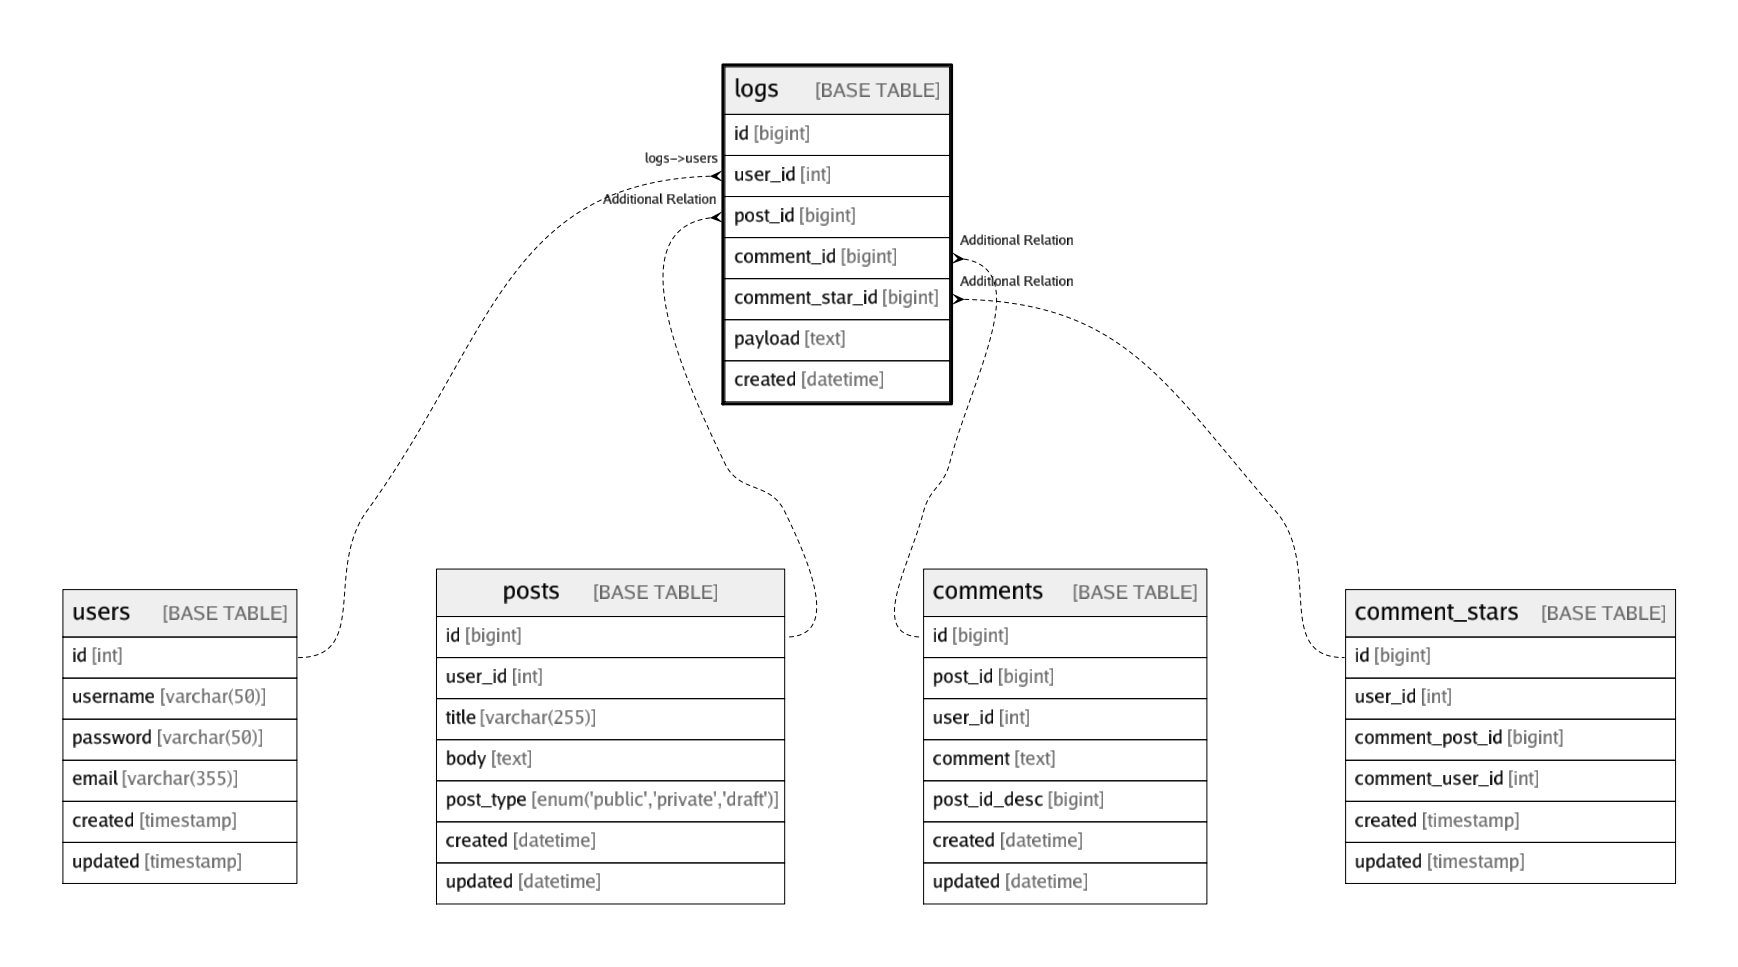 logs [BASE TABLE]
id [bigint]
logs->users
user_id [int]
Additional Relation
post_id [bigint]
Additional Relation
comment_id [bigint]
Additional Relation
comment_star_id [bigint]
payload [text]
created [datetime]
users [BASE TABLE]
id [int]
username [varchar(50)]
password [varchar(50)]
email [varchar(355)]
created [timestamp]
updated [timestamp]
posts [BASE TABLE]
id [bigint]
user_id [int]
title [varchar(255)]
body [text]
post_type [enum('public','private','draft')]
created [datetime]
updated [datetime]
comments [BASE TABLE]
id [bigint]
post_id [bigint]
user_id [int]
comment [text]
post_id_desc [bigint]
created [datetime]
updated [datetime]
comment_stars [BASE TABLE]
id [bigint]
user_id [int]
comment_post_id [bigint]
comment_user_id [int]
created [timestamp]
updated [timestamp]